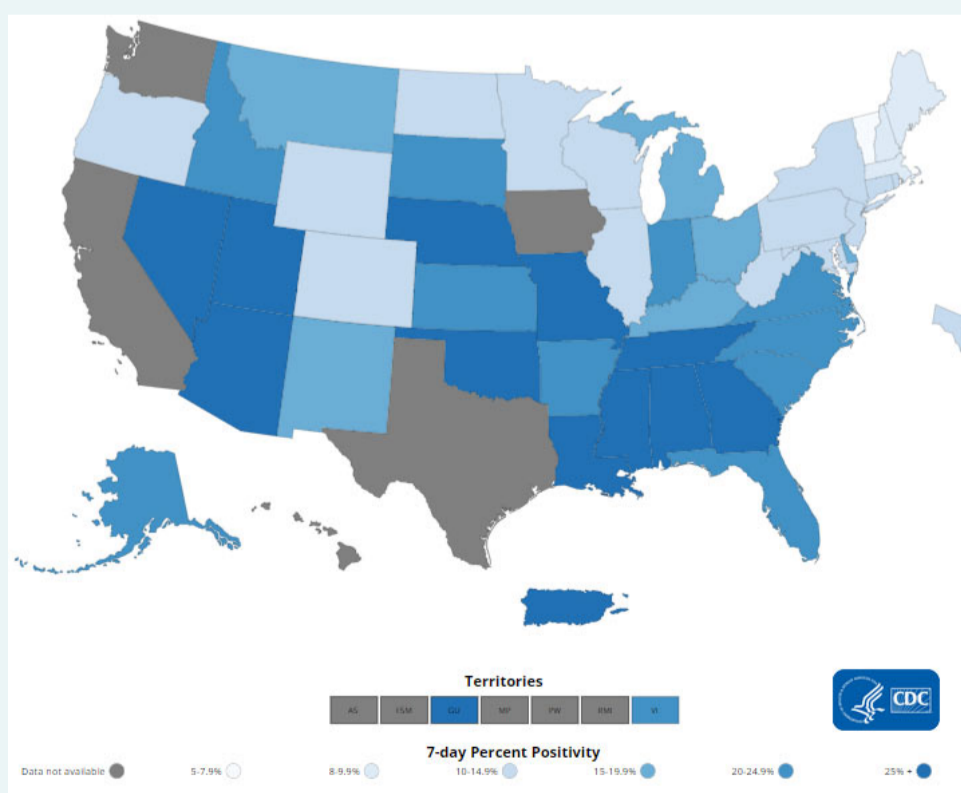 Territories
AS FSM GU MP PW RMI VI
CDC
7-day Percent Positivity
Data not available 5-7.9% 8-9.9% 10-14.9% 15-19.9% 20-24.9% 25% +